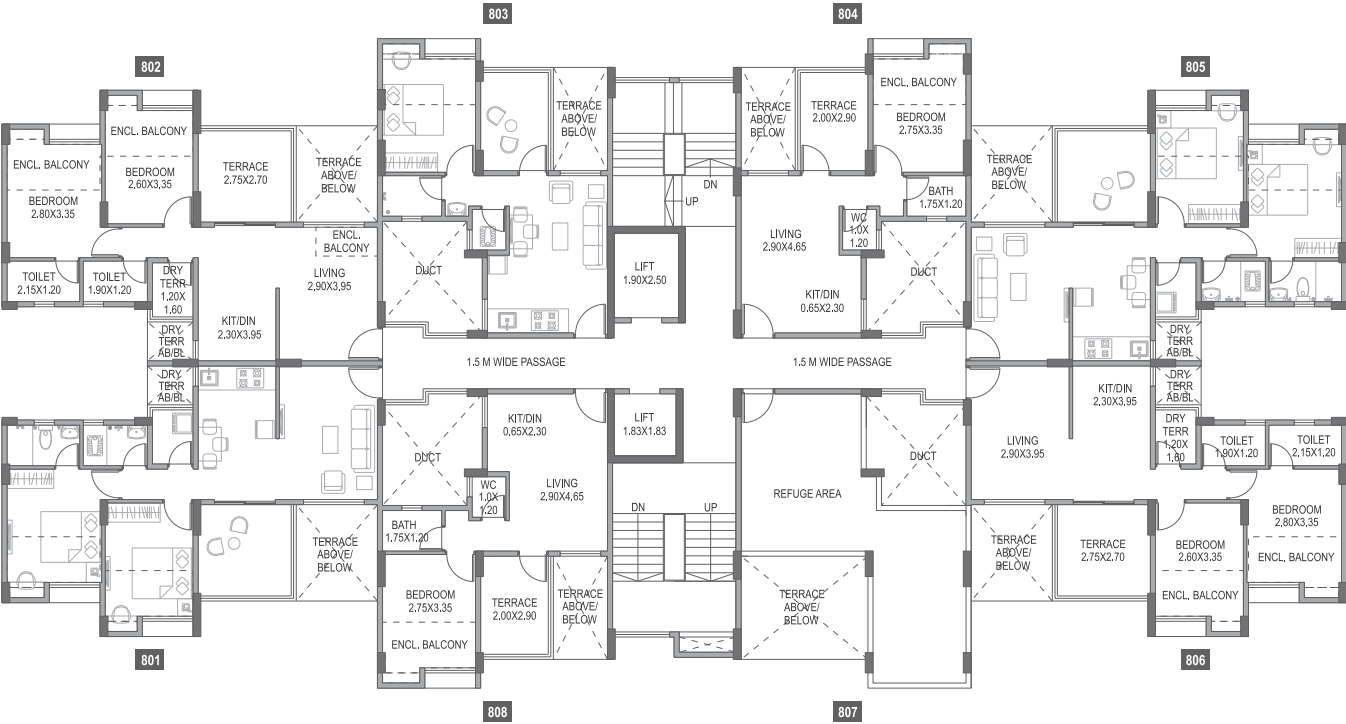 803
804
802
805
ENCL. BALCONY
BEDROOM
2,60X3,35
ENCL. BALCONY
BEDROOM
2.80X3.35
TERRACE
2.75X2.70
TERRACE
ABOVE/
BELOW
TERRACE
ABOVE/
BELOW
TERRACE
ABOVE/
BELOW
TERRACE
2.00X2.90
ENCL. BALCONY
BEDROOM
2.75X3.35
TERRACE
ABOVE/
BELOW
DN
UP
BATH
1.75X1.20
WC
1.0X
1.20
ENCL.
BALCONY
LIVING
2,90X3,95
TOILET
2.15X1.20
TOILET
1.90X1.20
DRY
TERR
1,20X
1.60
DUCT
LIFT
1.90X2.50
LIVING
2.90X4.65
DUCT
KIT/DIN
0.65X2.30
KIT/DIN
2.30X3.95
DRY
TERR
AB/BL
DRY
TERR
AB/BL
1.5 M WIDE PASSAGE
1.5 M WIDE PASSAGE
DRY
TERR
AB/BL
DRY
TERR
AB/BL
KIT/DIN
2,30X3,95
KIT/DIN
0,65X2,30
LIFT
1.83X1.83
LIVING
2.90X3.95
DRY
TERR
1,20X
1,60
TOILET
1.90X1.20
TOILET
2.15X1.20
DUCT
DUCT
WC
1.0X
1.20
LIVING
2,90X4,65
REFUGE AREA
DN
UP
BATH
1.75X1.20
TERRACE
ABOVE/
BELOW
TERRACE
ABOVE/
BELOW
TERRACE
2.75X2.70
BEDROOM
2.60X3.35
ENCL. BALCONY
BEDROOM
2,80X3,35
ENCL. BALCONY
BEDROOM
2.75X3.35
ENCL. BALCONY
TERRACE
2.00X2.90
TERRACE
ABOVE/
BELOW
TERRACE
ABOVE/
BELOW
801
806
808
807